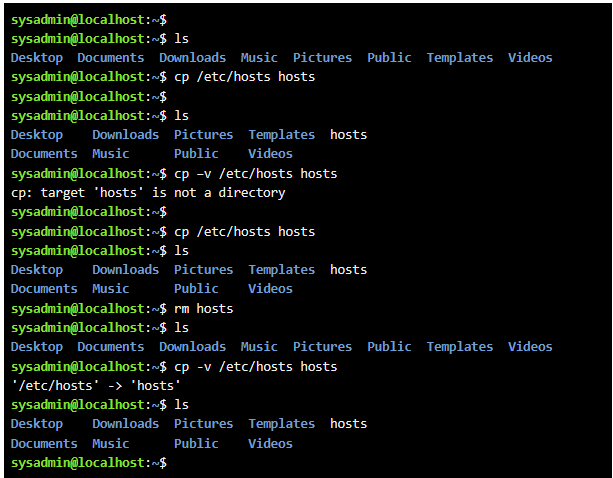 sysadmin@localhost:~$
sysadmin@localhost:~$ ls
Desktop  Documents  Downloads  Music  Pictures  Public  Templates  Videos
sysadmin@localhost:~$ cp /etc/hosts hosts
sysadmin@localhost:~$
sysadmin@localhost:~$ ls
Desktop    Downloads  Pictures  Templates  hosts
Documents  Music      Public    Videos
sysadmin@localhost:~$ cp –v /etc/hosts hosts
cp: target 'hosts' is not a directory
sysadmin@localhost:~$
sysadmin@localhost:~$ cp /etc/hosts hosts
sysadmin@localhost:~$ ls
Desktop    Downloads  Pictures  Templates  hosts
Documents  Music      Public    Videos
sysadmin@localhost:~$ rm hosts
sysadmin@localhost:~$ ls
Desktop  Documents  Downloads  Music  Pictures  Public  Templates  Videos
sysadmin@localhost:~$ cp -v /etc/hosts hosts
'/etc/hosts' -> 'hosts'
sysadmin@localhost:~$ ls
Desktop    Downloads  Pictures  Templates  hosts
Documents  Music      Public    Videos
sysadmin@localhost:~$